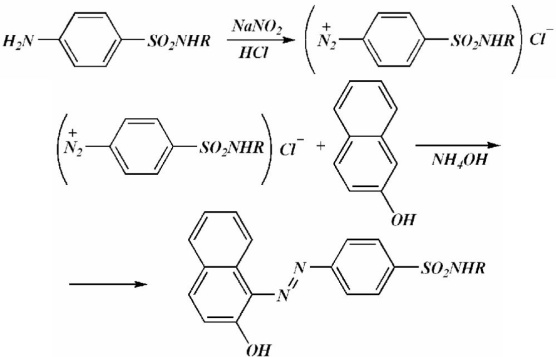 H2N SO2NHR NaNO2 HCl + N2 SO2NHR Cl−
+ N2 SO2NHR Cl− + OH NH4OH
N N SO2NHR
OH